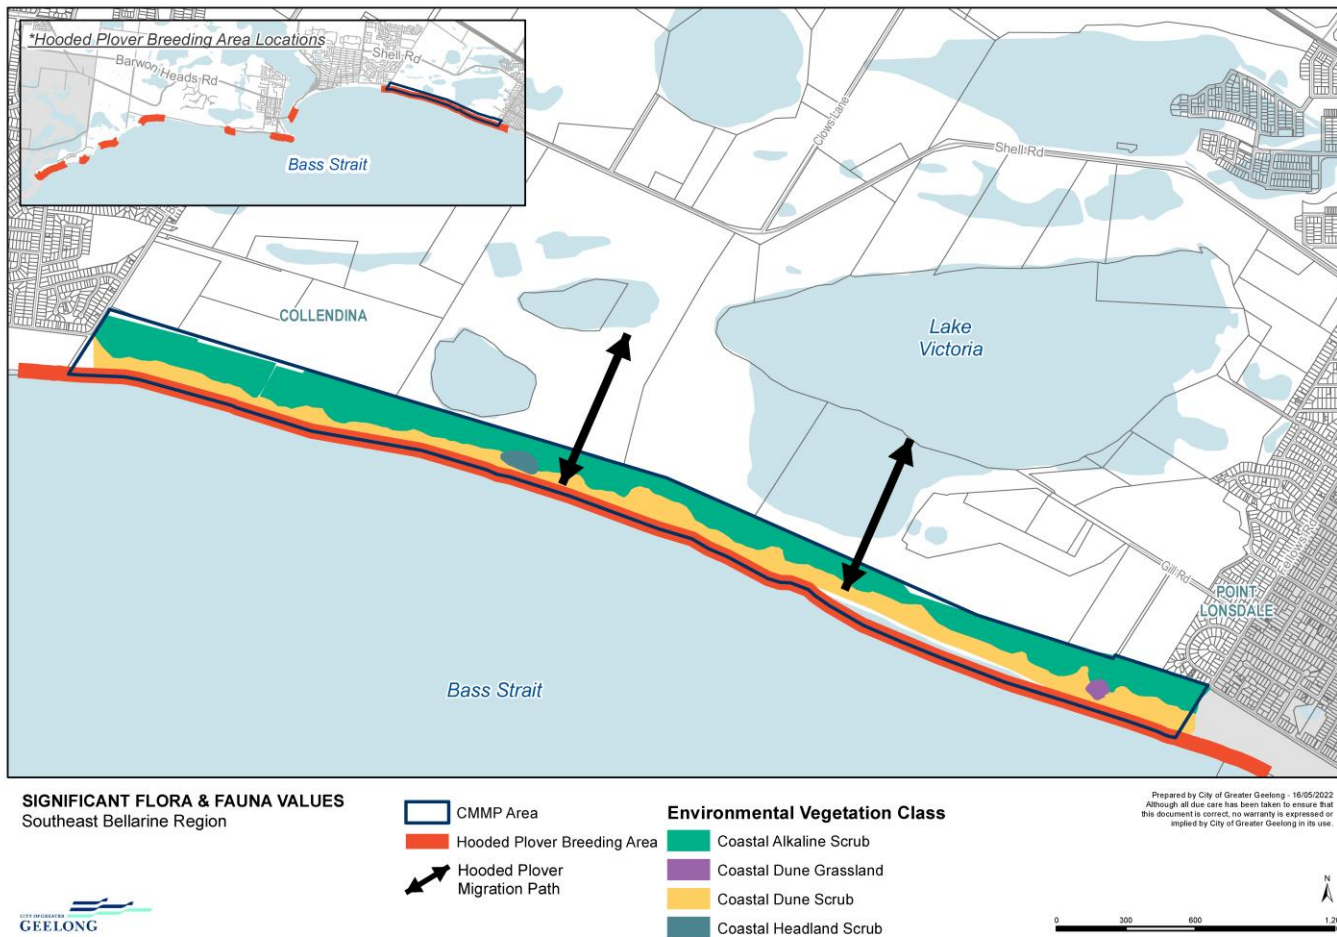 *Hooded Plover Breeding Area Locations
Shell Rd
Barwon Heads Rd
Bass Strait
Clows Lane
Shell Rd
COLLENDINA
Lake
Victoria
Gill Rd
POINT
LONSDALE
Bass Strait
SIGNIFICANT FLORA & FAUNA VALUES
Southeast Bellarine Region
CITY OF GREATER
GEELONG
CMMP Area
Hooded Plover Breeding Area
Hooded Plover
Migration Path
Environmental Vegetation Class
Coastal Alkaline Scrub
Coastal Dune Grassland
Coastal Dune Scrub
Coastal Headland Scrub
Prepared by City of Greater Geelong - 16/05/2022
Although all due care has been taken to ensure that
this document is correct, no warranty is expressed or
implied by City of Greater Geelong in its use.
N
0 300 600